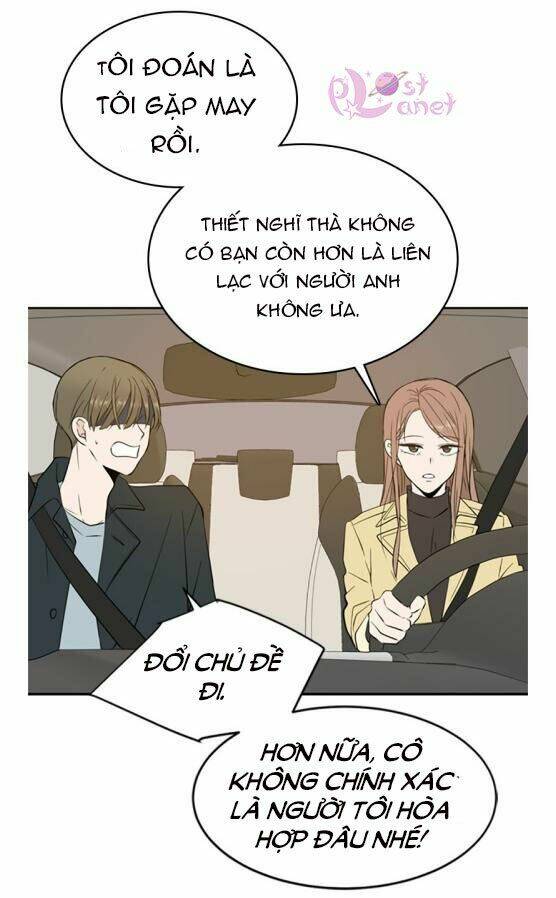 Lost
Planet
TÔI ĐOÁN LÀ
TÔI GẶP MAY
RỒI.
THIẾT NGHĨ THÀ KHÔNG
CÓ BẠN CÒN HƠN LÀ LIÊN
LẠC VỚI NGƯỜI ANH
KHÔNG ƯA.
ĐỔI CHỦ ĐỀ
ĐI.
HƠN NỮA, CÔ
KHÔNG CHÍNH XÁC
LÀ NGƯỜI TÔI HÒA
HỢP ĐÂU NHÉ!